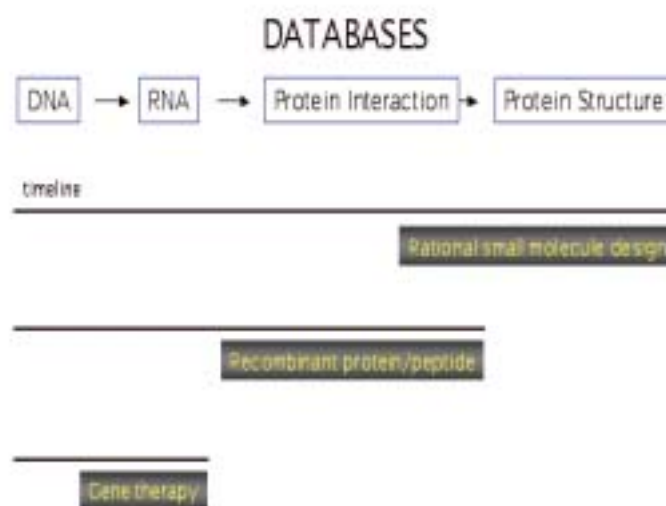 DATABASES
DNA → RNA → Protein Interaction → Protein Structure
timeline
Rational small molecule design
Recombinant protein/peptide
Gene therapy